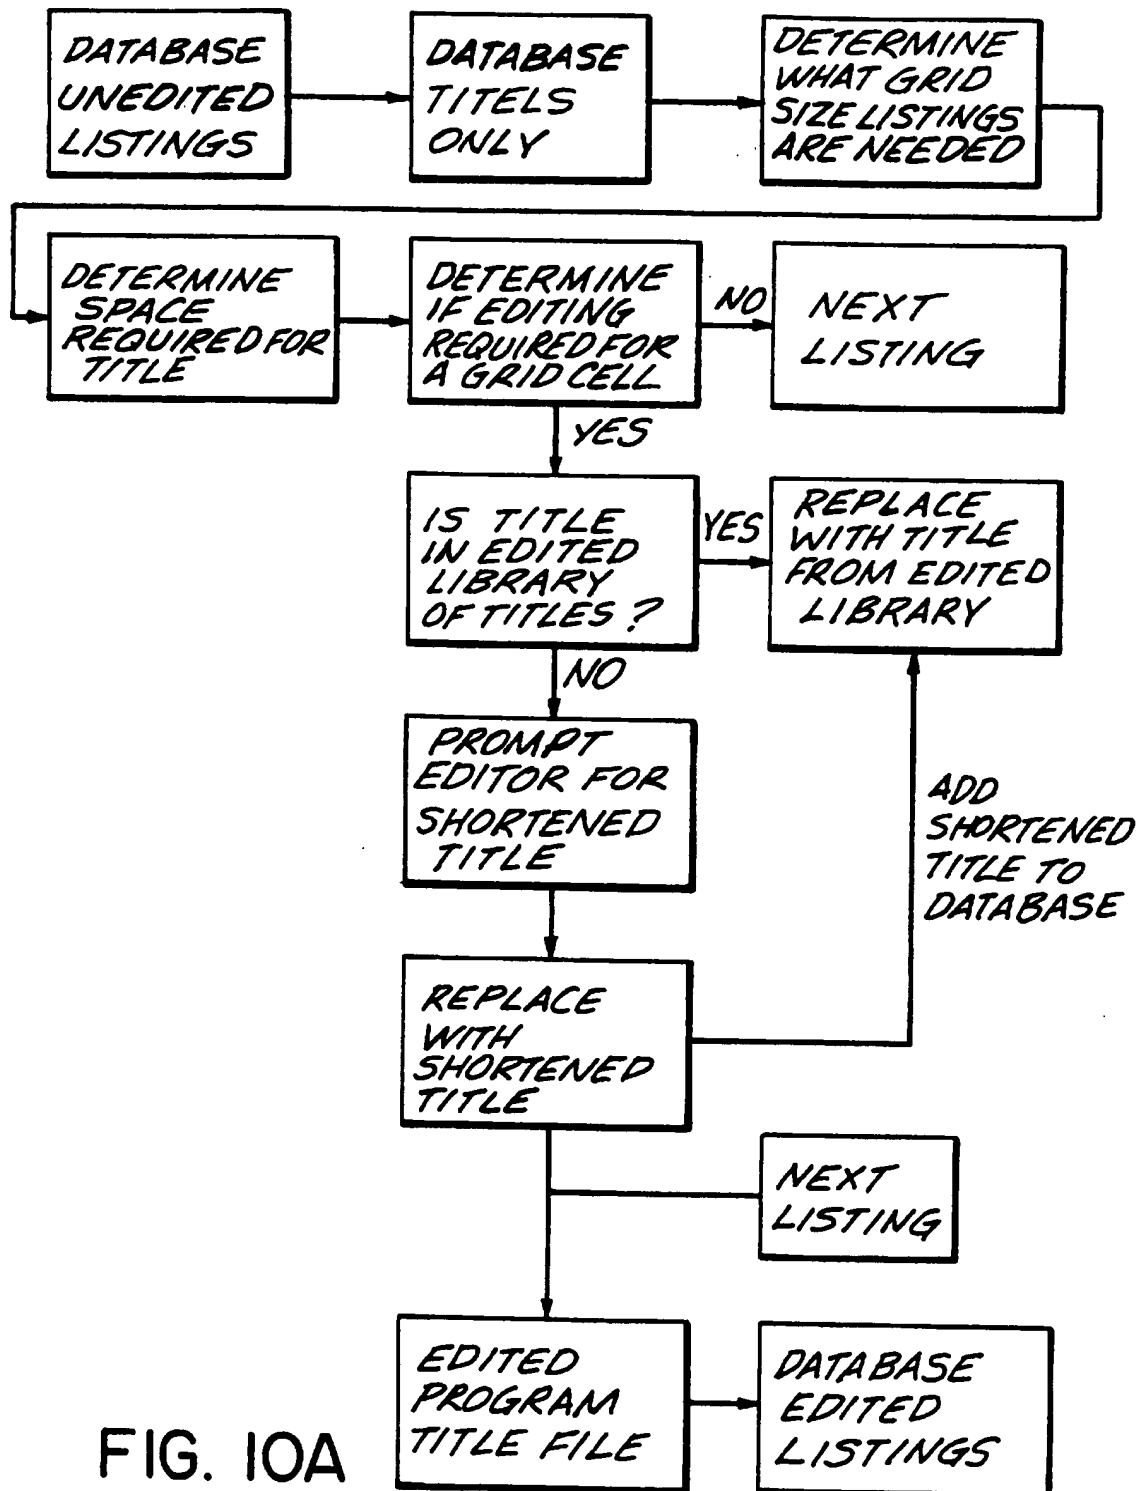 DATABASE
UNEDITED
LISTINGS
DATABASE
TITELS
ONLY
DETERMINE
WHAT GRID
SIZE LISTINGS
ARE NEEDED
DETERMINE
SPACE
REQUIRED FOR
TITLE
DETERMINE
IF EDITING
REQUIRED FOR
A GRID CELL
NO
NEXT
LISTING
YES
IS TITLE
IN EDITED
LIBRARY
OF TITLES?
YES
REPLACE
WITH TITLE
FROM EDITED
LIBRARY
NO
PROMPT
EDITOR FOR
SHORTENED
TITLE
ADD
SHORTENED
TITLE TO
DATABASE
REPLACE
WITH
SHORTENED
TITLE
NEXT
LISTING
EDITED
PROGRAM
TITLE FILE
DATABASE
EDITED
LISTINGS
FIG. 10A